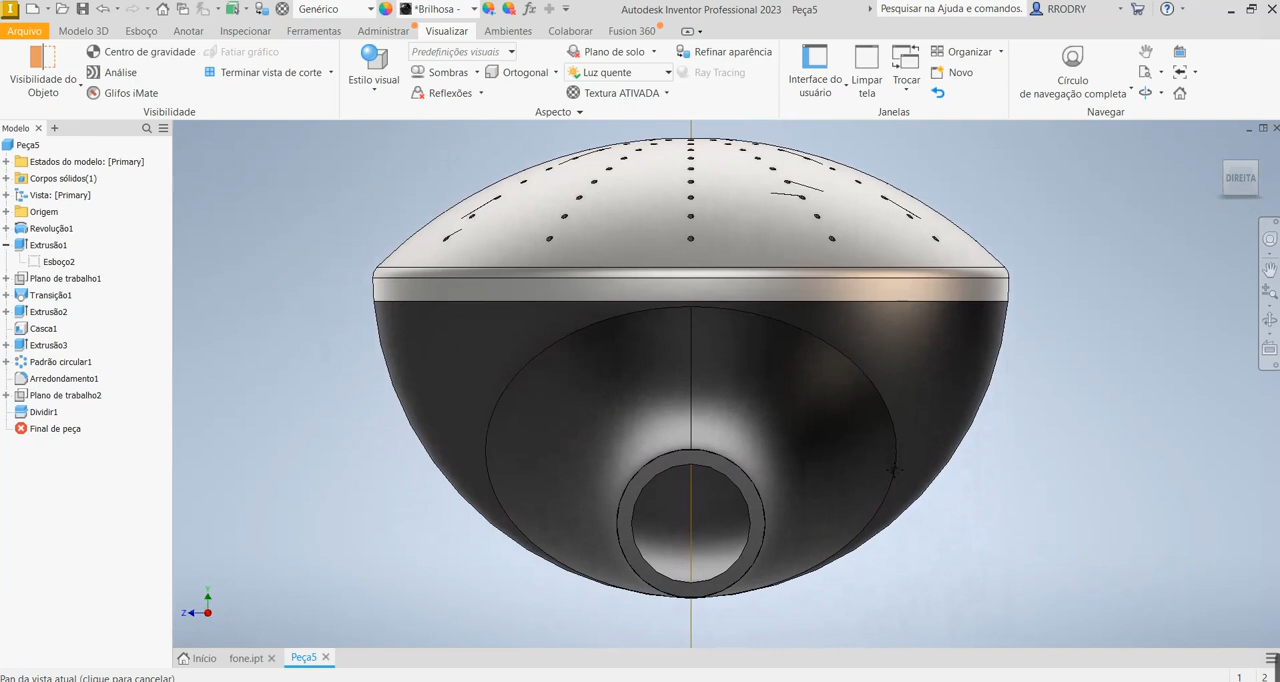 Genérico
*Brilhosa -
Autodesk Inventor Professional 2023 Peça5
Pesquisar na Ajuda e comandos.
RRODRY
Arquivo
Modelo 3D
Esboço
Anotar
Inspecionar
Ferramentas
Administrar
Visualizar
Ambientes
Colaborar
Fusion 360
Visibilidade do
Objeto
Centro de gravidade
Análise
Glifos iMate
Fatiar gráfico
Terminar vista de corte
Visibilidade
Estilo visual
Predefinições visuais
Sombras
Reflexões
Ortogonal
Plano de solo
Luz quente
Textura ATIVADA
Refinar aparência
Ray Tracing
Aspecto
Interface do
usuário
Limpar
tela
Trocar
Organizar
Novo
Janelas
Círculo
de navegação completa
Navegar
Modelo
Peça5
Estados do modelo: [Primary]
Corpos sólidos(1)
Vista: [Primary]
Origem
Revolução1
Extrusão1
Esboço2
Plano de trabalho1
Transição1
Extrusão2
Casca1
Extrusão3
Padrão circular1
Arredondamento1
Plano de trabalho2
Dividir1
Final de peça
DIREITA
Y
Z
Início
fone.ipt
Peça5
Pan da vista atual (clique para cancelar)
1
2